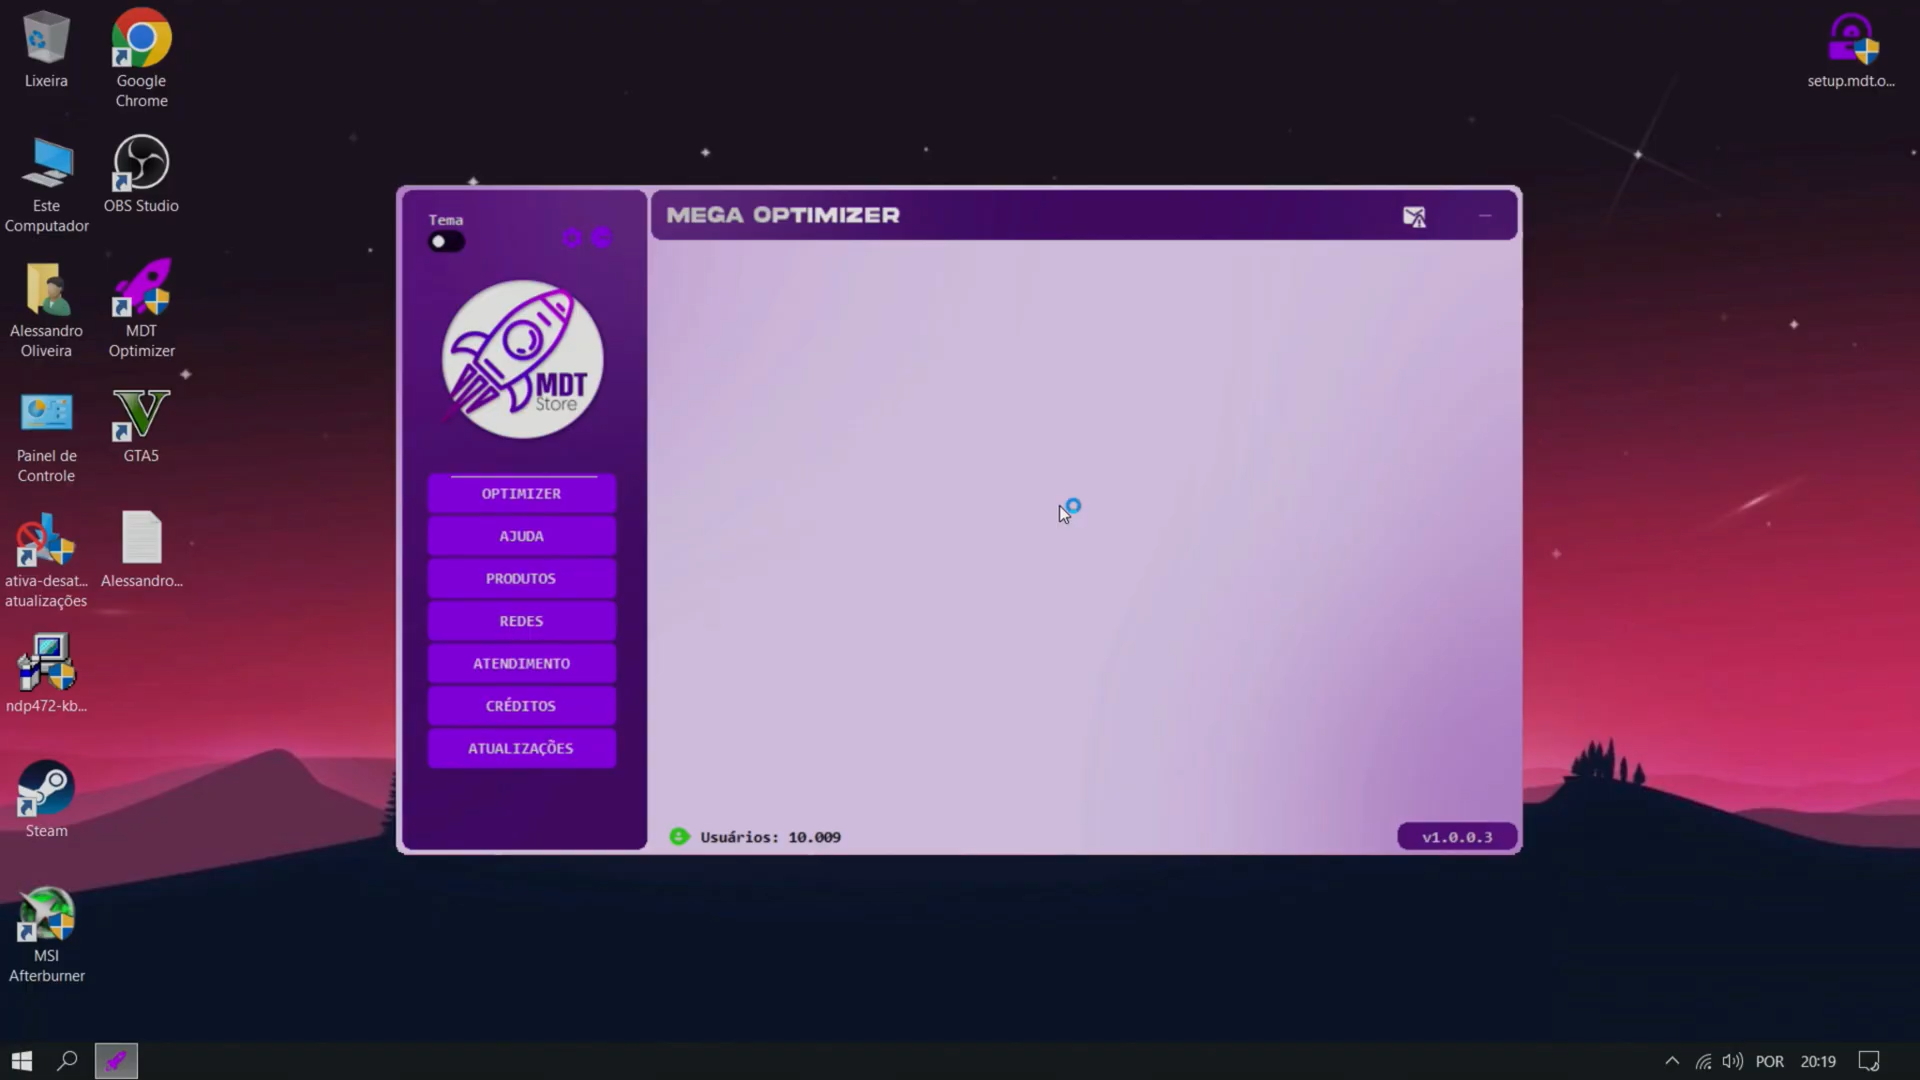 Lixeira
Google
Chrome
setup.mdt.o...
Este
Computador
OBS Studio
Alessandro
Oliveira
MDT
Optimizer
Painel de
Controle
GTA5
ativa-desat...
atualizações
Alessandro...
ndp472-kb...
Steam
MSI
Afterburner
Tema
MEGA OPTIMIZER
MDT
Store
OPTIMIZER
AJUDA
PRODUTOS
REDES
ATENDIMENTO
CRÉDITOS
ATUALIZAÇÕES
Usuários: 10.009
v1.0.0.3
POR
20:19